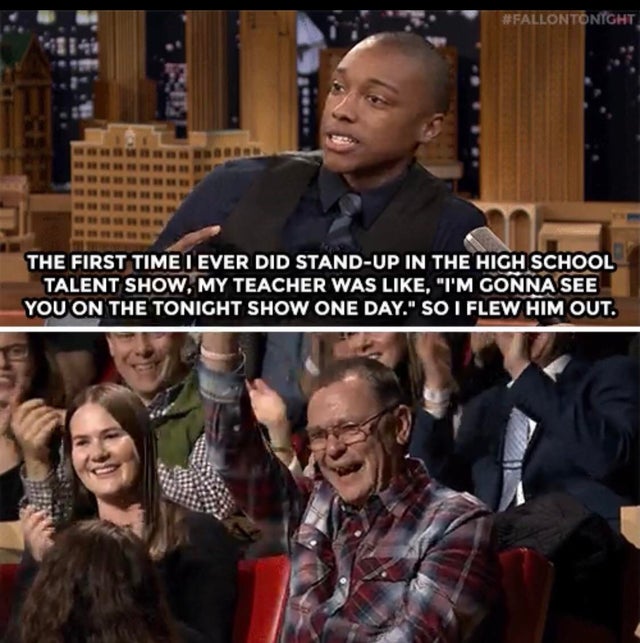 #FALLONTONIGHT
THE FIRST TIME I EVER DID STAND-UP IN THE HIGH SCHOOL
TALENT SHOW, MY TEACHER WAS LIKE, "I'M GONNA SEE
YOU ON THE TONIGHT SHOW ONE DAY." SO I FLEW HIM OUT.